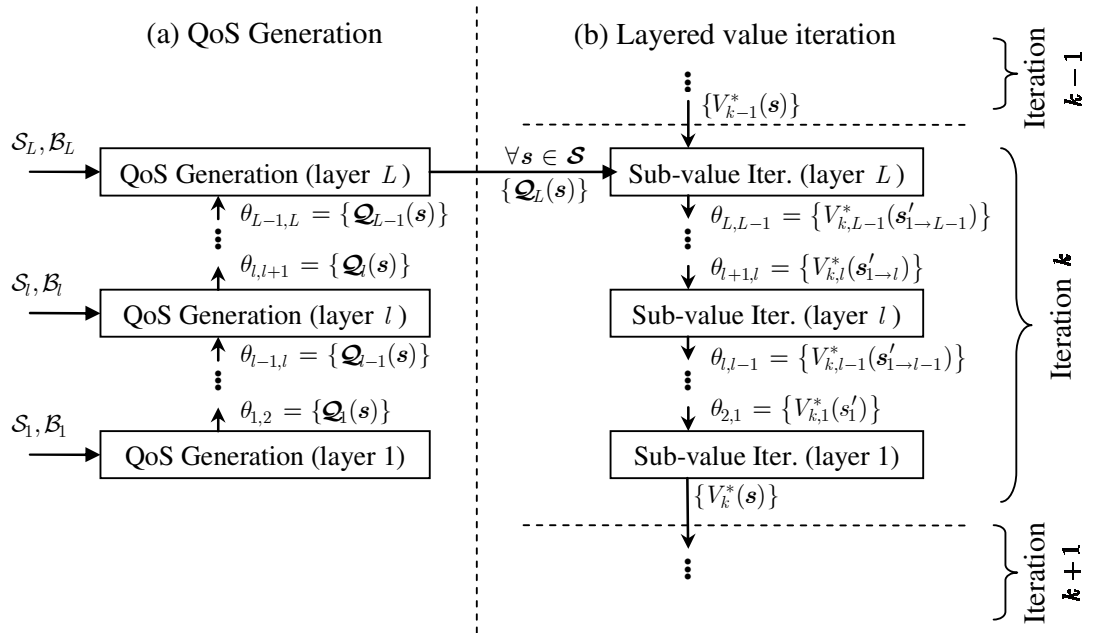 (a) QoS Generation
(b) Layered value iteration
Iteration k − 1
{V*ₖ₋₁(s)}
S_L, B_L
QoS Generation (layer L)
∀s ∈ S
{Q_L(s)}
Sub-value Iter. (layer L)
θ_{L−1,L} = {Q_{L−1}(s)}
θ_{L,L−1} = {V*_{k,L−1}(s′_{1→L−1})}
θ_{l,l+1} = {Q_l(s)}
θ_{l+1,l} = {V*_{k,l}(s′_{1→l})}
Iteration k
S_l, B_l
QoS Generation (layer l)
Sub-value Iter. (layer l)
θ_{l−1,l} = {Q_{l−1}(s)}
θ_{l,l−1} = {V*_{k,l−1}(s′_{1→l−1})}
θ_{1,2} = {Q_1(s)}
θ_{2,1} = {V*_{k,1}(s′_1)}
S_1, B_1
QoS Generation (layer 1)
Sub-value Iter. (layer 1)
{V*_k(s)}
Iteration k + 1